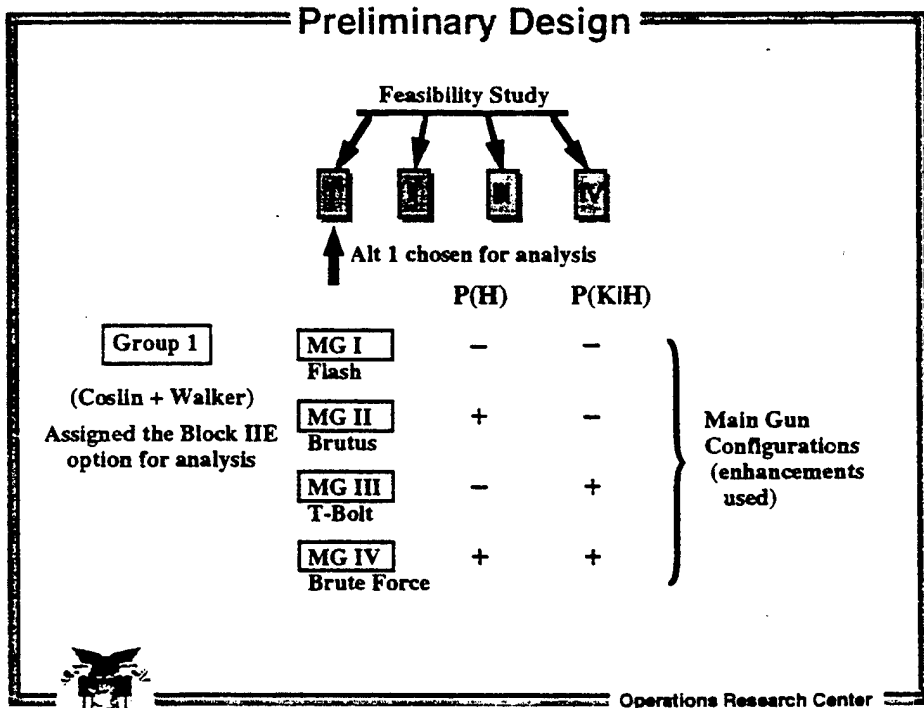 Preliminary Design
Feasibility Study
III
IV
Alt 1 chosen for analysis
P(H) P(K|H)
Group 1
(Coslin + Walker)
Assigned the Block IIE
option for analysis
MG I − −
Flash
MG II + −
Brutus
MG III − +
T-Bolt
MG IV + +
Brute Force
Main Gun
Configurations
(enhancements
used)
Operations Research Center